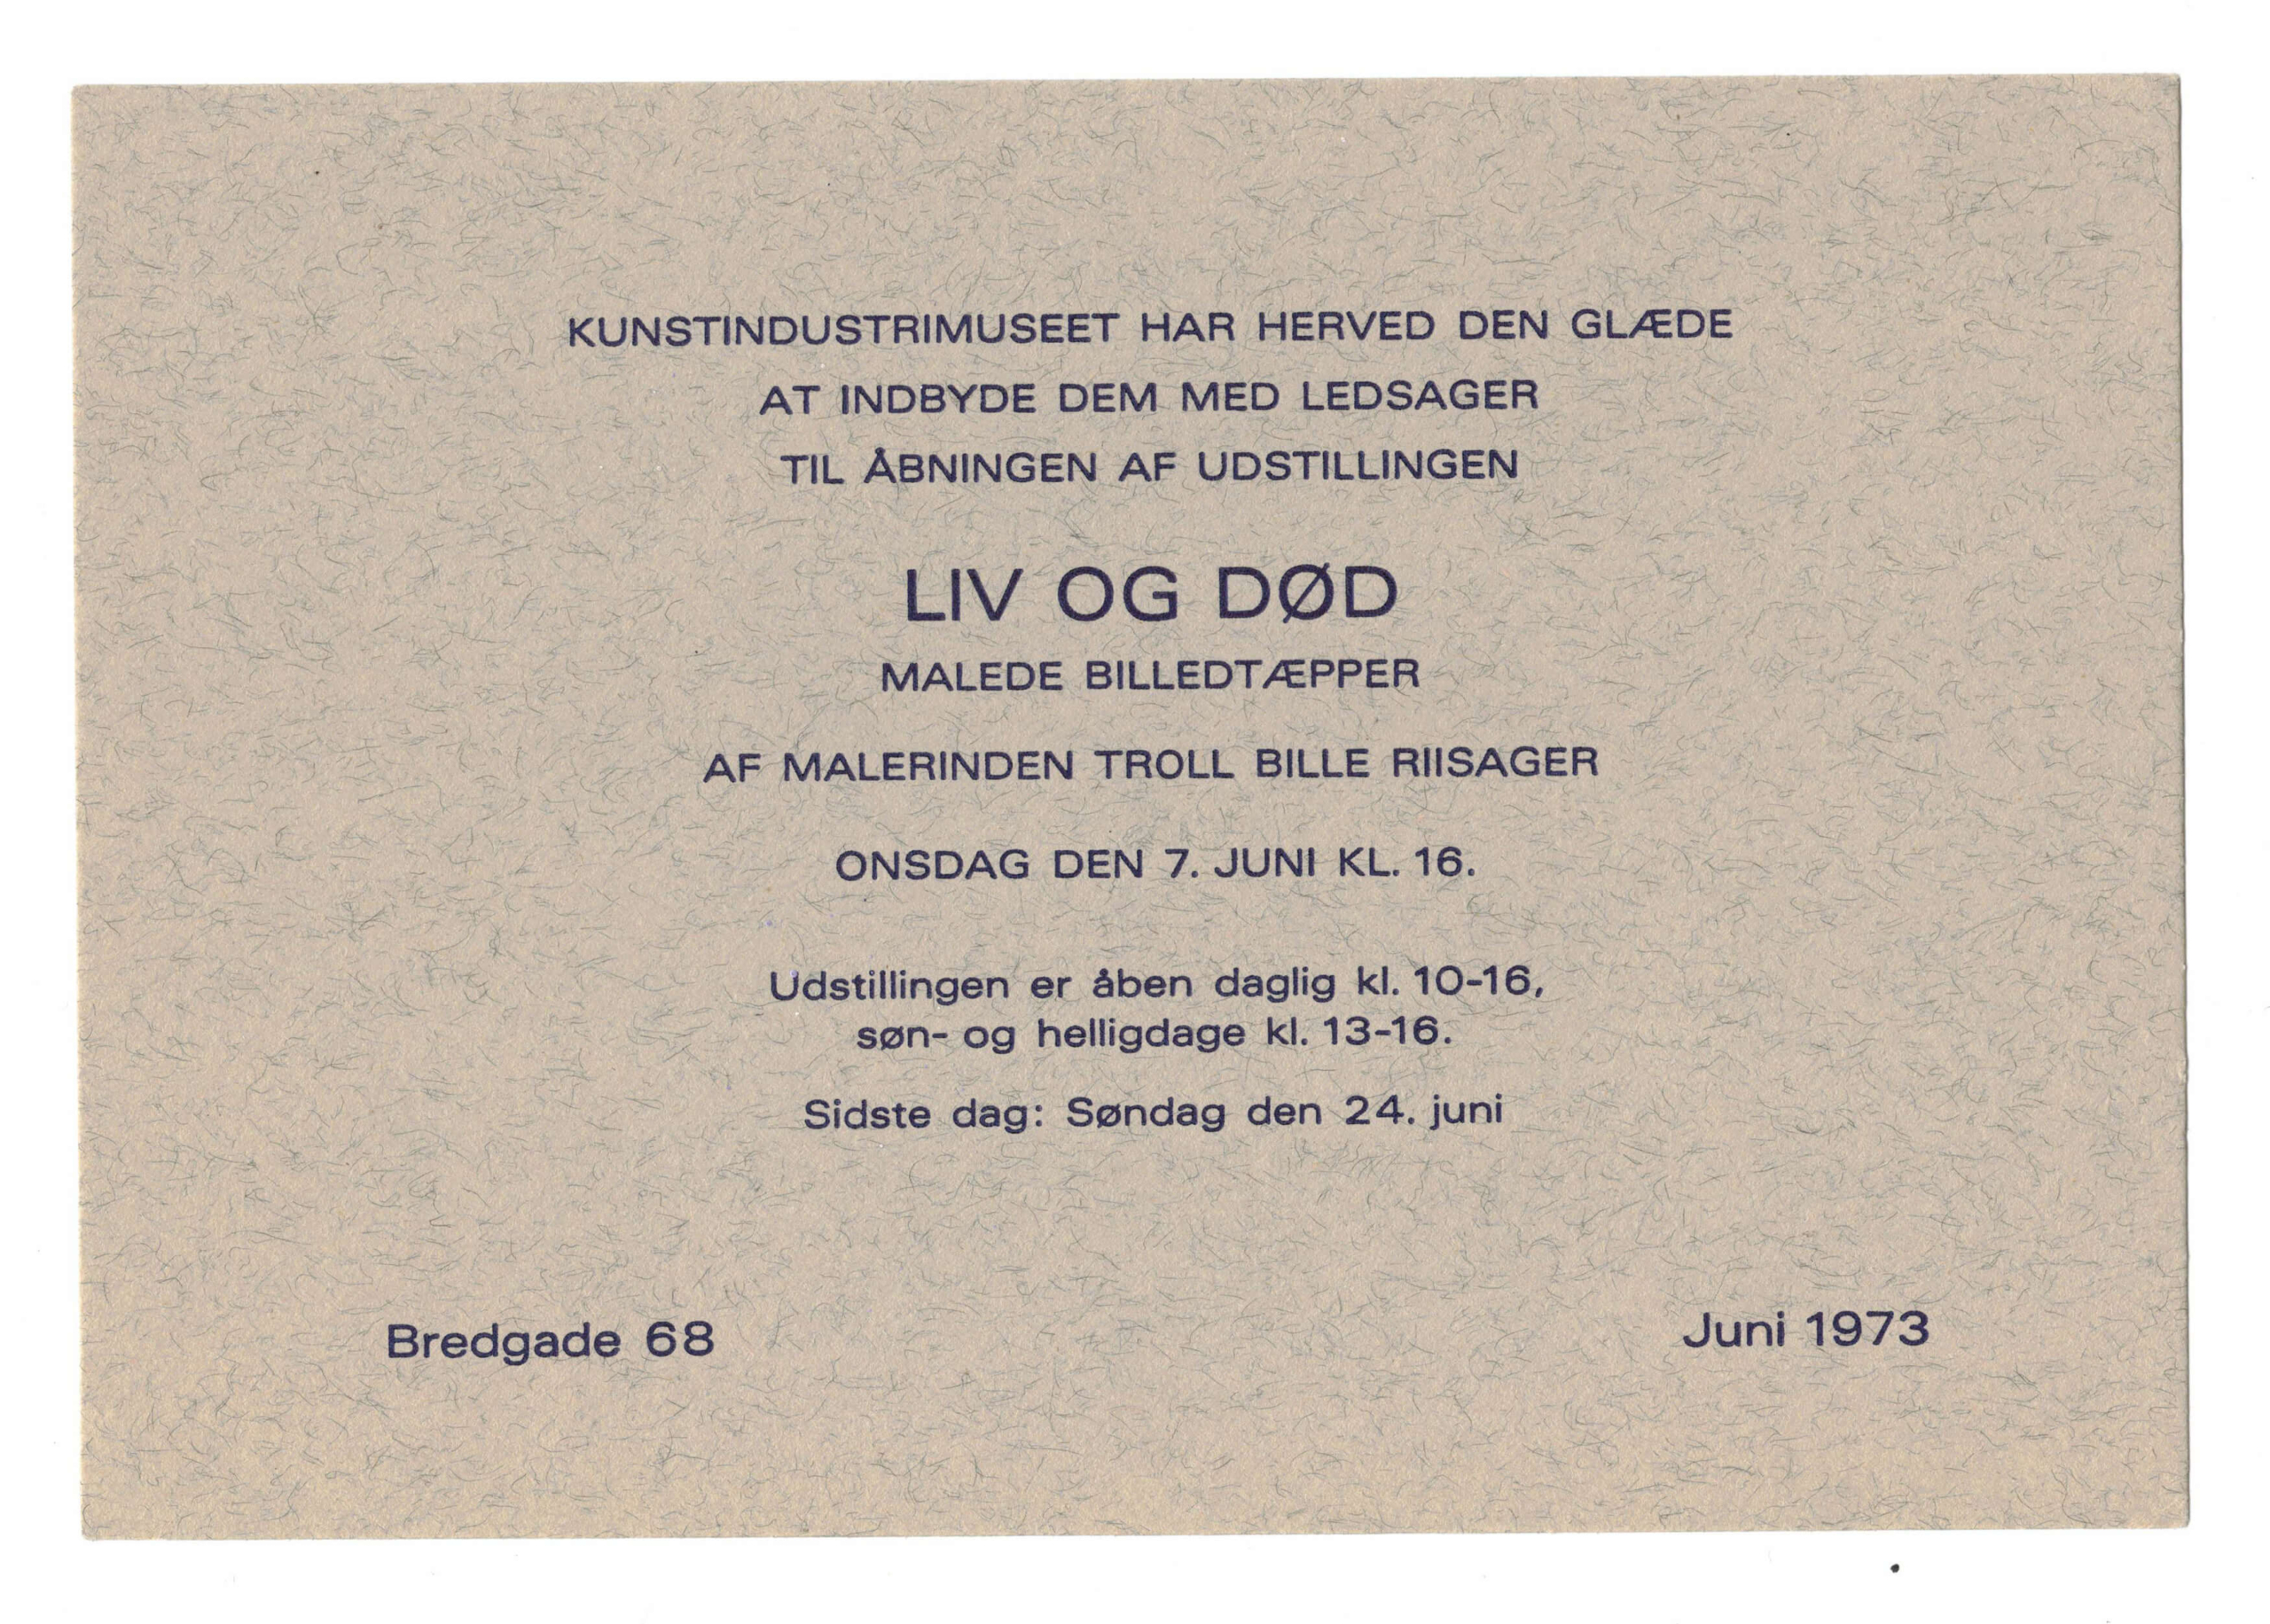 KUNSTINDUSTRIMUSEET HAR HERVED DEN GLÆDE
AT INDBYDE DEM MED LEDSAGER
TIL ÅBNINGEN AF UDSTILLINGEN
LIV OG DØD
MALEDE BILLEDTÆPPER
AF MALERINDEN TROLL BILLE RIISAGER
ONSDAG DEN 7. JUNI KL. 16.
Udstillingen er åben daglig kl. 10-16,
søn- og helligdage kl. 13-16.
Sidste dag: Søndag den 24. juni
Bredgade 68
Juni 1973